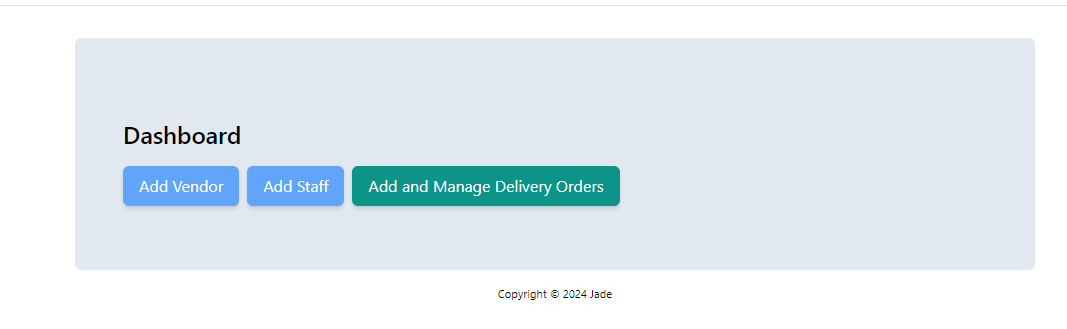 Dashboard
Add Vendor
Add Staff
Add and Manage Delivery Orders
Copyright © 2024 Jade